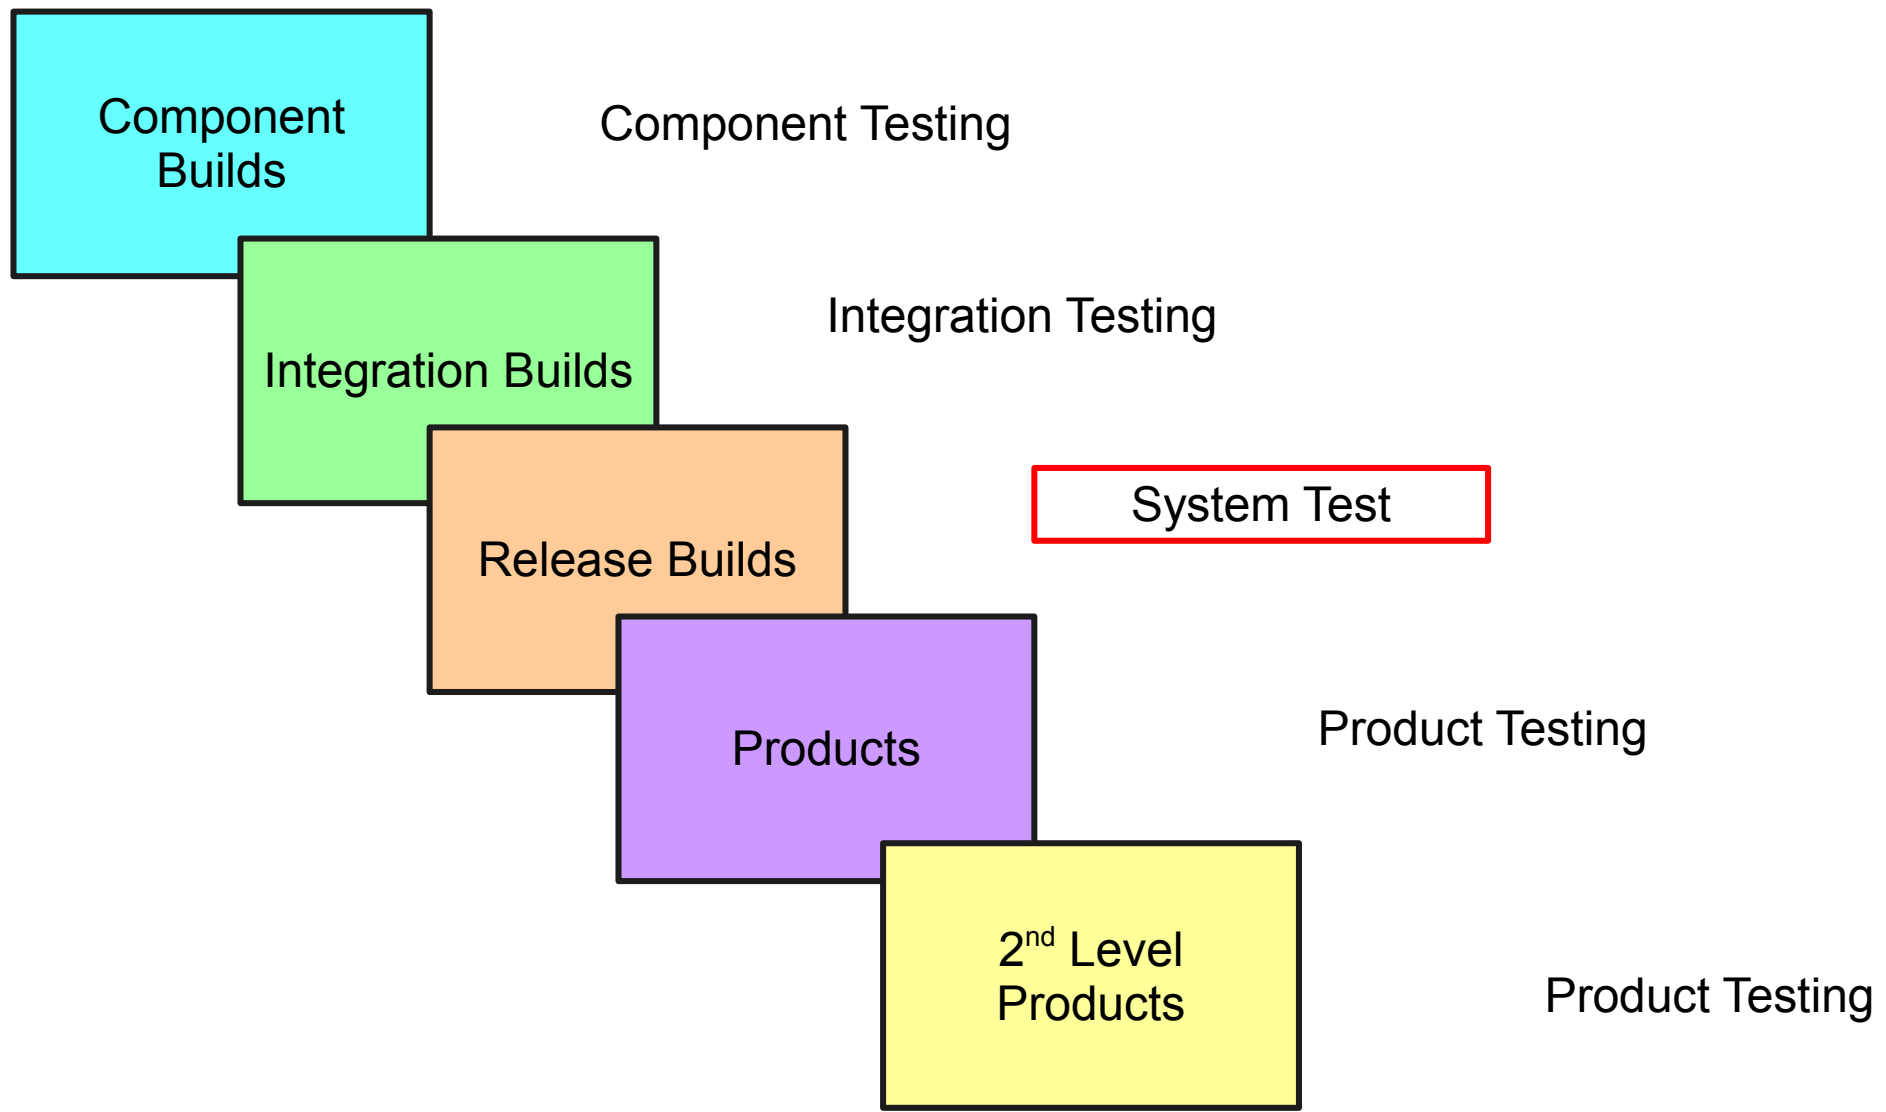 Component
Builds
Component Testing
Integration Testing
Integration Builds
System Test
Release Builds
Product Testing
Products
2nd Level
Products
Product Testing